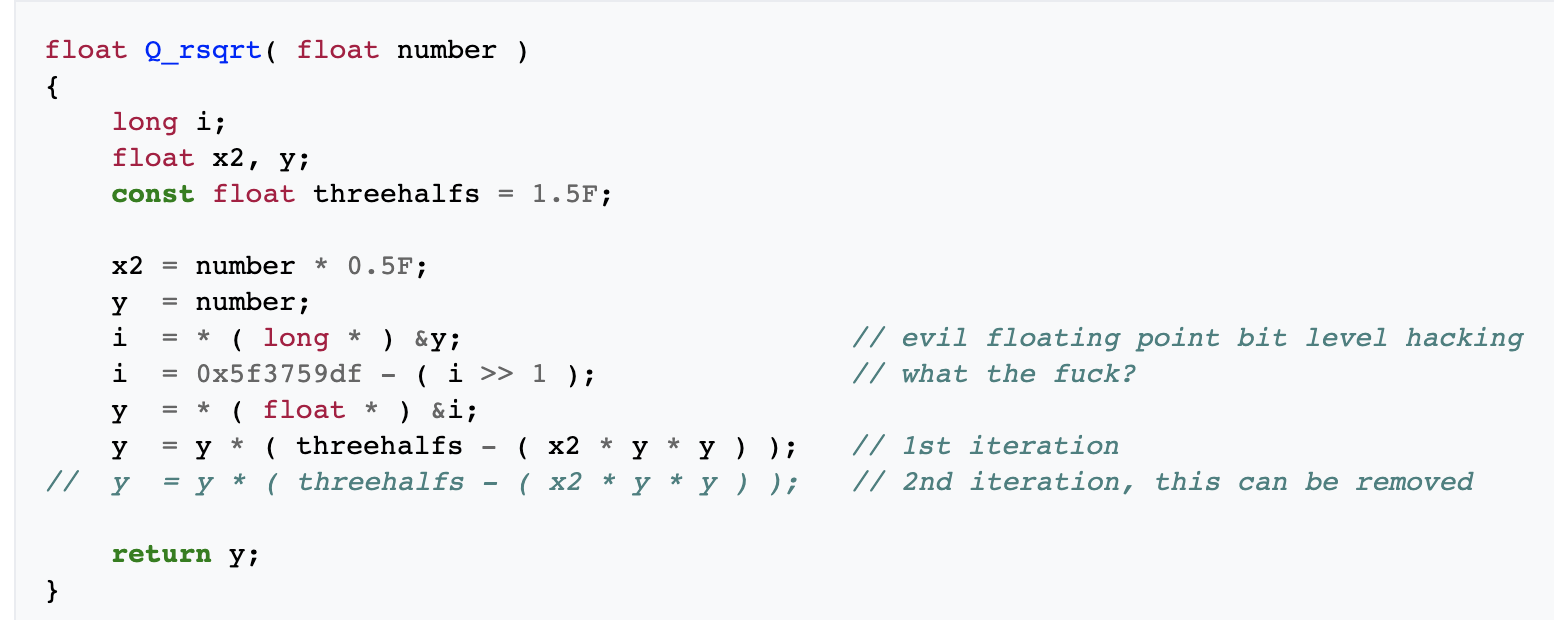 float Q_rsqrt( float number )
{
    long i;
    float x2, y;
    const float threehalfs = 1.5F;

    x2 = number * 0.5F;
    y  = number;
    i  = * ( long * ) &y;                       // evil floating point bit level hacking
    i  = 0x5f3759df - ( i >> 1 );               // what the fuck?
    y  = * ( float * ) &i;
    y  = y * ( threehalfs - ( x2 * y * y ) );   // 1st iteration
//  y  = y * ( threehalfs - ( x2 * y * y ) );   // 2nd iteration, this can be removed

    return y;
}